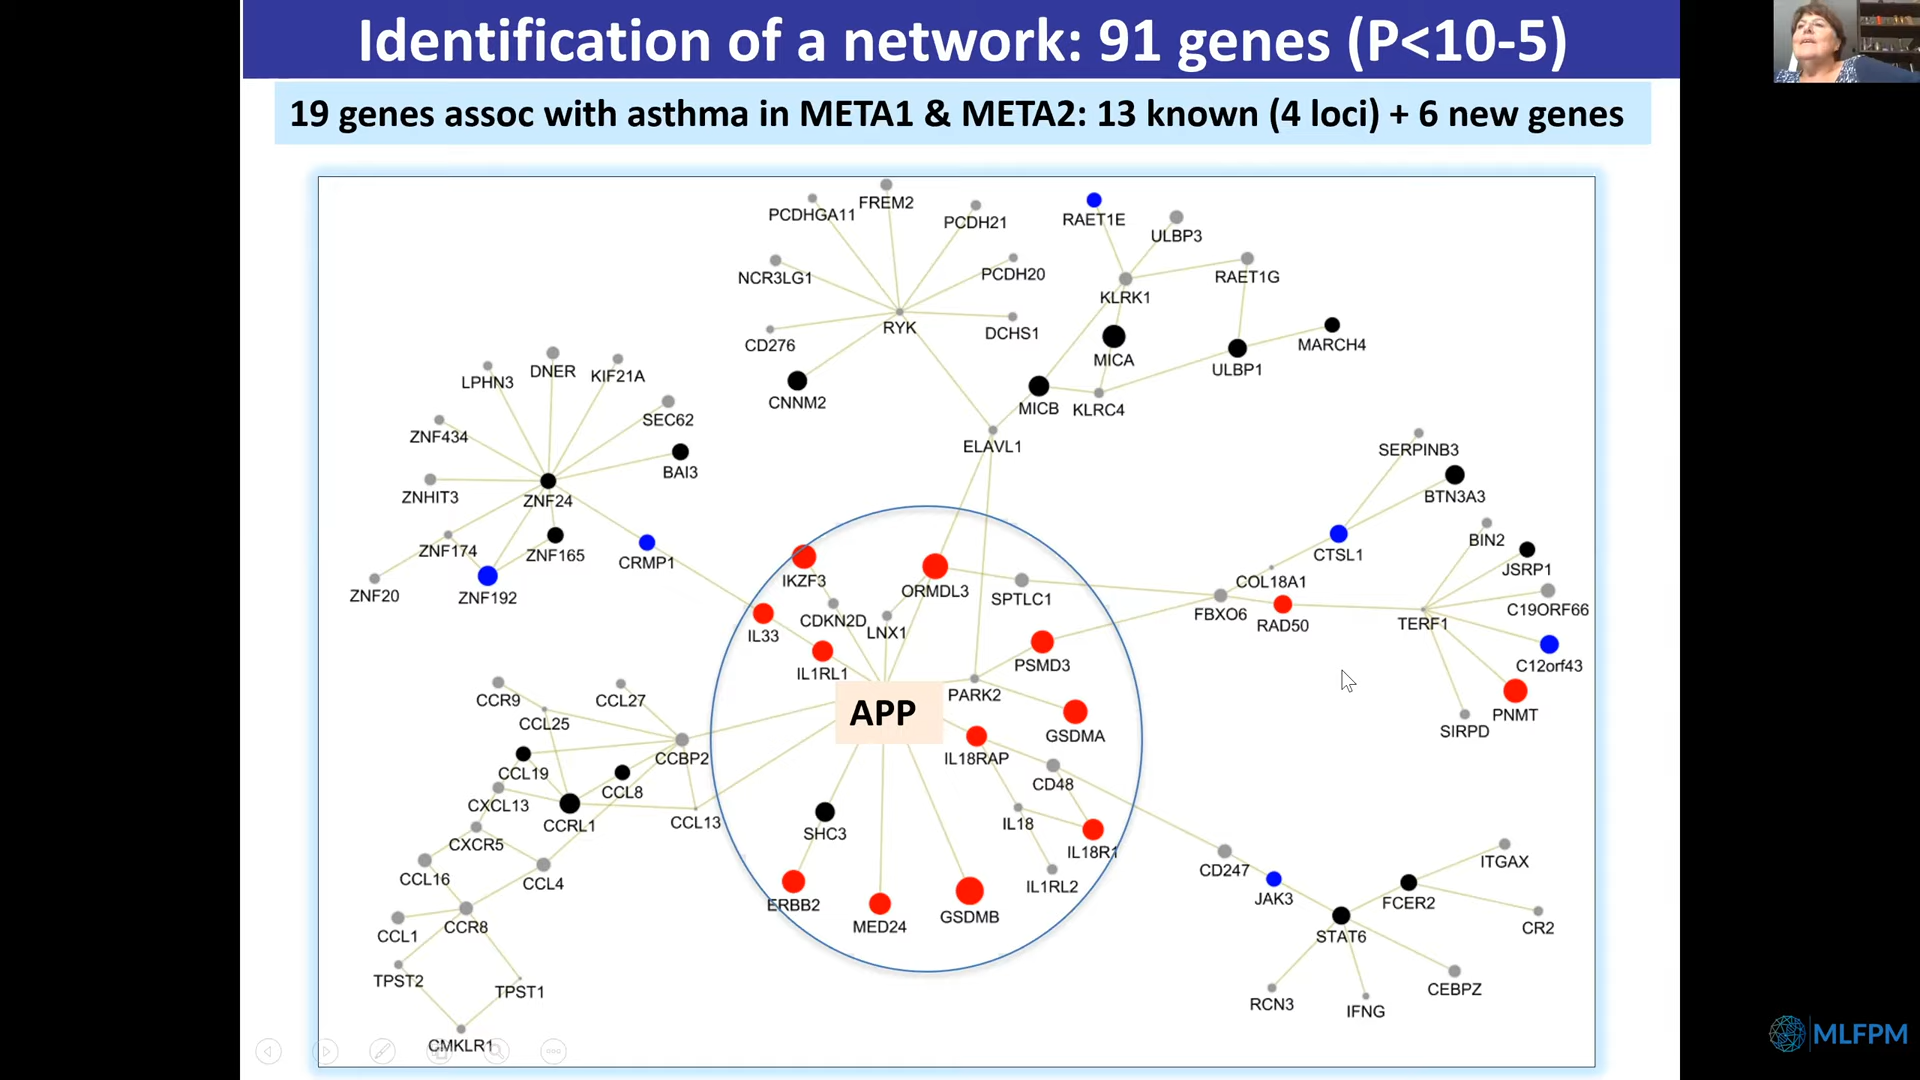 Identification of a network: 91 genes (P<10-5)
19 genes assoc with asthma in META1 & META2: 13 known (4 loci) + 6 new genes
FREM2
PCDHGA11
PCDH21
RAET1E
ULBP3
NCR3LG1
PCDH20
RAET1G
KLRK1
RYK
DCHS1
CD276
MICA
MARCH4
ULBP1
CNNM2
MICB
KLRC4
LPHN3
DNER
KIF21A
SEC62
ZNF434
BAI3
ELAVL1
SERPINB3
ZNHIT3
ZNF24
BTN3A3
ZNF174
ZNF165
CRMP1
CTSL1
BIN2
JSRP1
ZNF20
ZNF192
IKZF3
ORMDL3
SPTLC1
COL18A1
C19ORF66
CDKN2D
LNX1
FBXO6
RAD50
TERF1
IL33
IL1RL1
PSMD3
C12orf43
CCR9
CCL27
CCL25
APP
PARK2
PNMT
SIRPD
GSDMA
CCBP2
IL18RAP
CCL19
CCL8
CD48
CXCL13
CCRL1
CCL13
SHC3
IL18
IL18R1
CXCR5
CCL16
CCL4
IL1RL2
CD247
ITGAX
JAK3
FCER2
ERBB2
MED24
GSDMB
CCL1
CCR8
STAT6
CR2
TPST2
TPST1
CEBPZ
RCN3
IFNG
CMKLR1
MLFPM